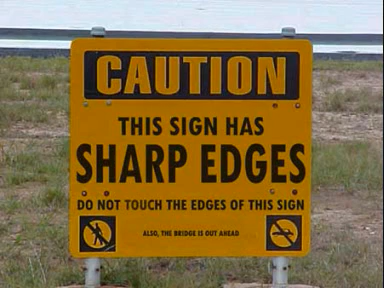 CAUTION
THIS SIGN HAS
SHARP EDGES
DO NOT TOUCH THE EDGES OF THIS SIGN
ALSO, THE BRIDGE IS OUT AHEAD